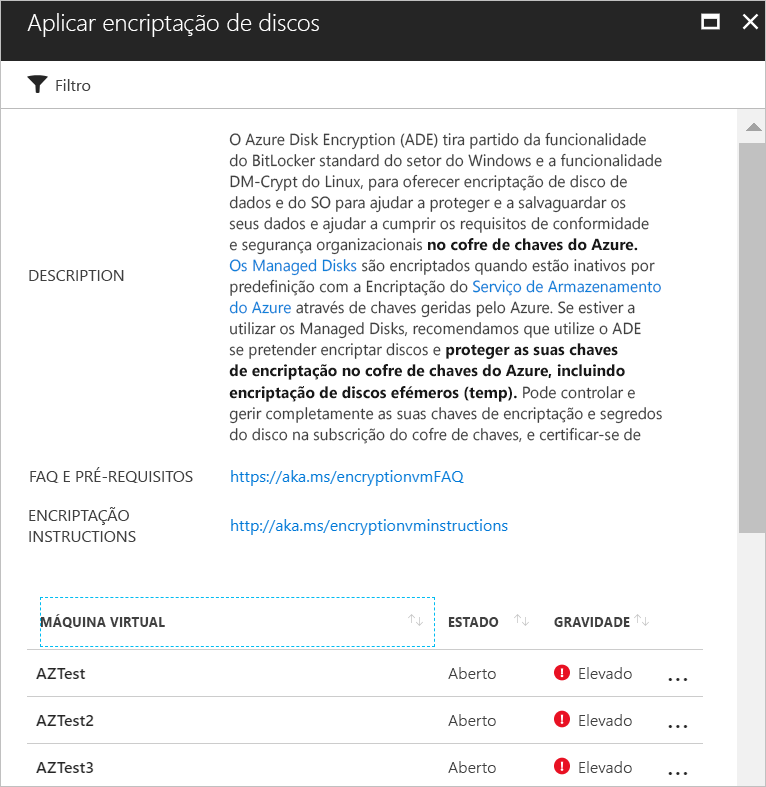 Aplicar encriptação de discos
Filtro
DESCRIPTION
O Azure Disk Encryption (ADE) tira partido da funcionalidade
do BitLocker standard do setor do Windows e a funcionalidade
DM-Crypt do Linux, para oferecer encriptação de disco de
dados e do SO para ajudar a proteger e a salvaguardar os
seus dados e ajudar a cumprir os requisitos de conformidade
e segurança organizacionais no cofre de chaves do Azure.
Os Managed Disks são encriptados quando estão inativos por
predefinição com a Encriptação do Serviço de Armazenamento
do Azure através de chaves geridas pelo Azure. Se estiver a
utilizar os Managed Disks, recomendamos que utilize o ADE
se pretender encriptar discos e proteger as suas chaves
de encriptação no cofre de chaves do Azure, incluindo
encriptação de discos efémeros (temp). Pode controlar e
gerir completamente as suas chaves de encriptação e segredos
do disco na subscrição do cofre de chaves, e certificar-se de
FAQ E PRÉ-REQUISITOS https://aka.ms/encryptionvmFAQ
ENCRIPTAÇÃO
INSTRUCTIONS http://aka.ms/encryptionvminstructions
MÁQUINA VIRTUAL ESTADO GRAVIDADE
AZTest Aberto Elevado ...
AZTest2 Aberto Elevado ...
AZTest3 Aberto Elevado ...